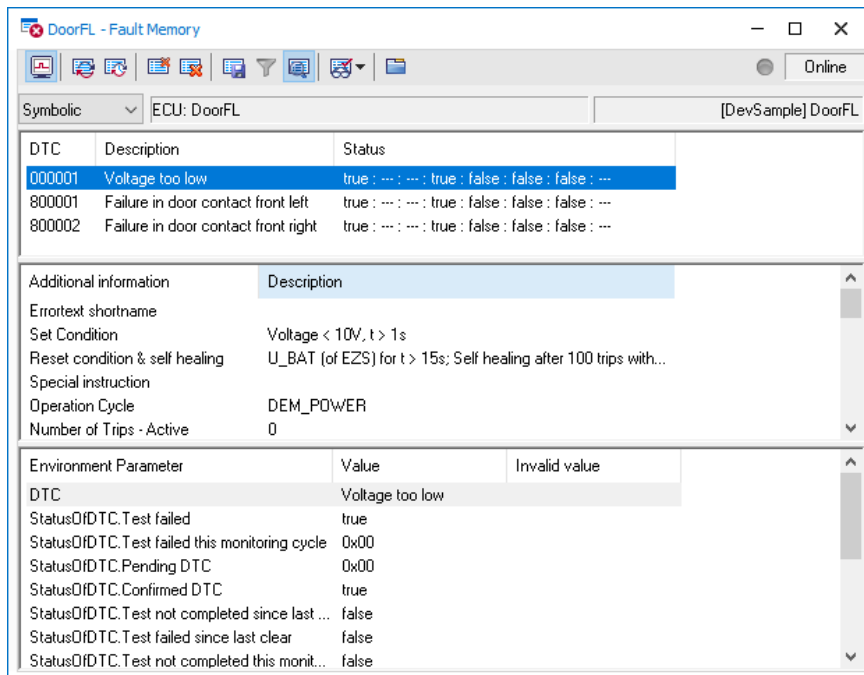 DoorFL - Fault Memory
Online
Symbolic ECU: DoorFL [DevSample] DoorFL
DTC Description Status
000001 Voltage too low true : --- : --- : true : false : false : false : ---
800001 Failure in door contact front left true : --- : --- : true : false : false : false : ---
800002 Failure in door contact front right true : --- : --- : true : false : false : false : ---
Additional information Description
Errortext shortname
Set Condition Voltage < 10V, t > 1s
Reset condition & self healing U_BAT (of EZS) for t > 15s; Self healing after 100 trips with...
Special instruction
Operation Cycle DEM_POWER
Number of Trips - Active 0
Environment Parameter Value Invalid value
DTC Voltage too low
StatusOfDTC.Test failed true
StatusOfDTC.Test failed this monitoring cycle 0x00
StatusOfDTC.Pending DTC 0x00
StatusOfDTC.Confirmed DTC true
StatusOfDTC.Test not completed since last ... false
StatusOfDTC.Test failed since last clear false
StatusOfDTC.Test not completed this monit... false